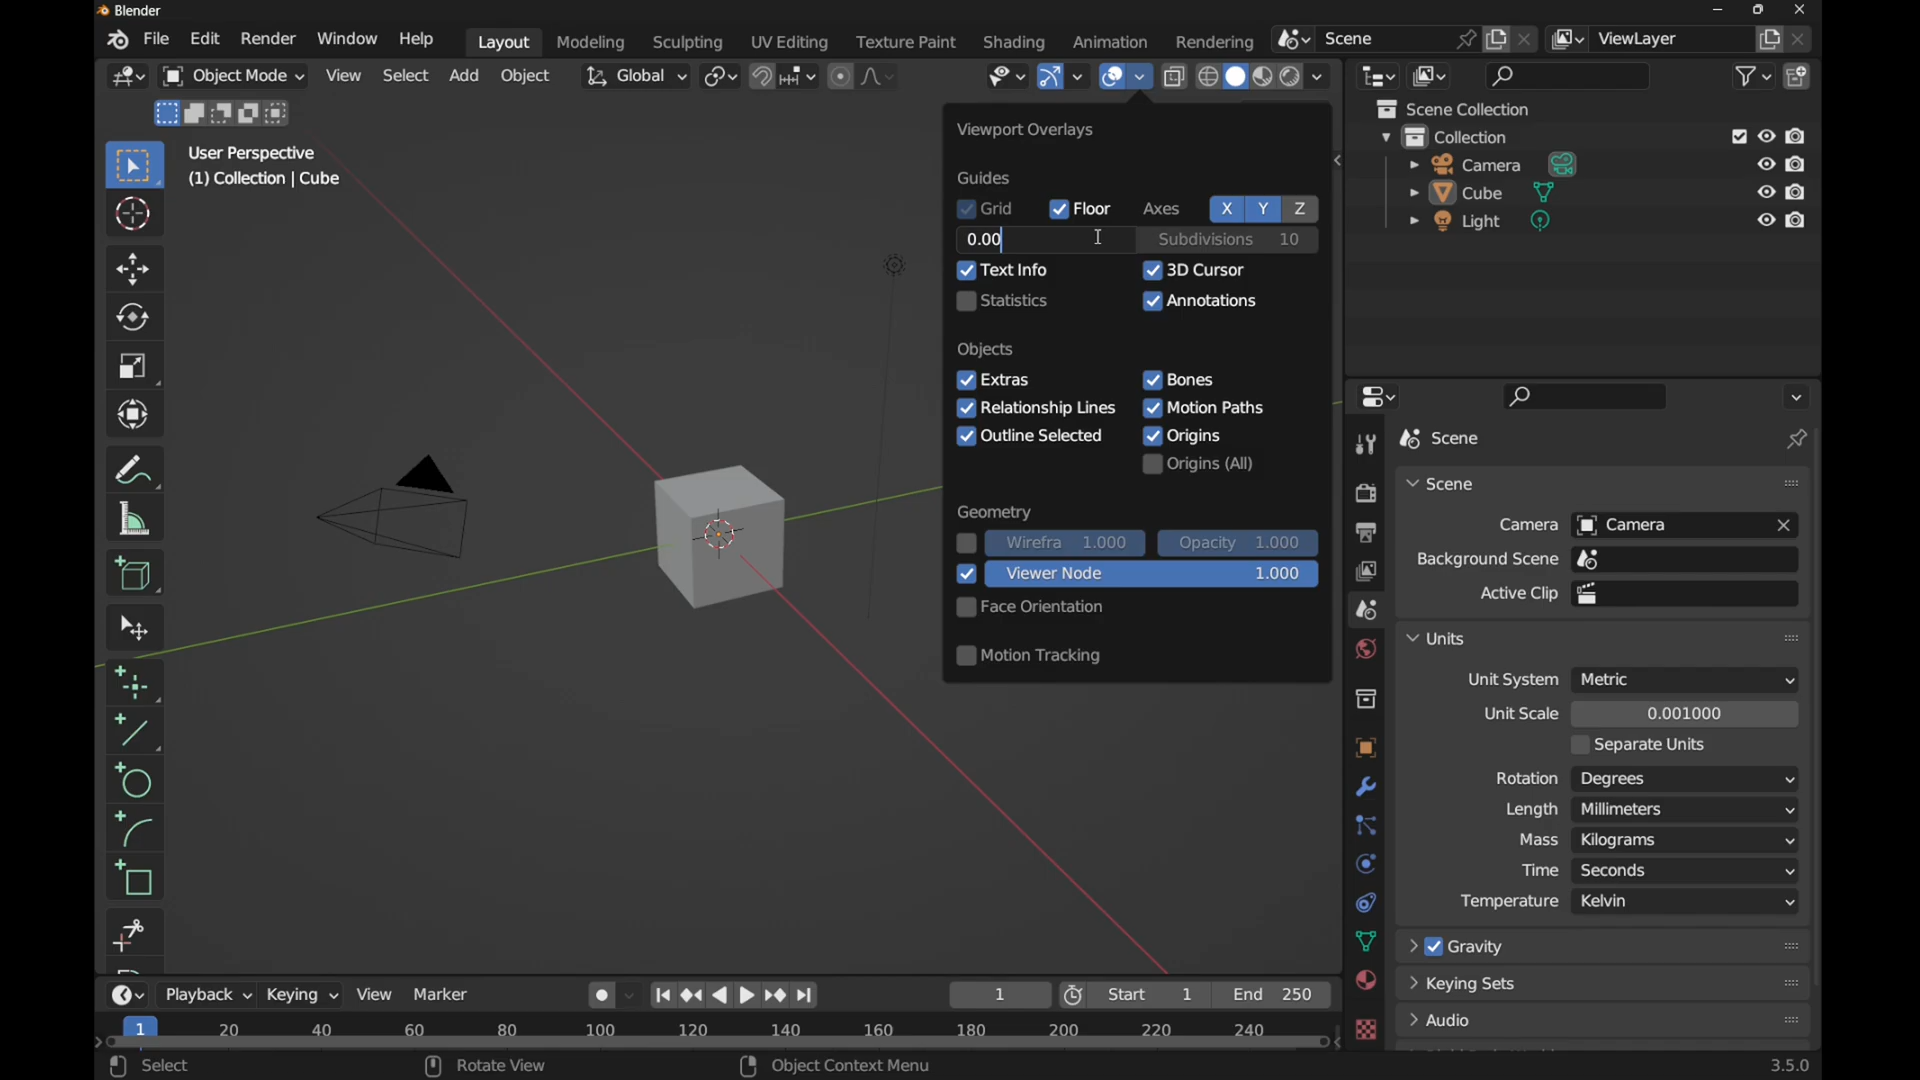 Blender
File Edit Render Window Help Layout Modeling Sculpting UV Editing Texture Paint Shading Animation Rendering Scene ViewLayer
Object Mode View Select Add Object Global
User Perspective
(1) Collection | Cube
Viewport Overlays
Guides
Grid Floor Axes X Y Z
0.00 Subdivisions 10
Text Info 3D Cursor
Statistics Annotations
Objects
Extras Bones
Relationship Lines Motion Paths
Outline Selected Origins
Origins (All)
Geometry
Wirefra 1.000 Opacity 1.000
Viewer Node 1.000
Face Orientation
Motion Tracking
Scene Collection
Collection
Camera
Cube
Light
Scene
Scene
Camera Camera
Background Scene
Active Clip
Units
Unit System Metric
Unit Scale 0.001000
Separate Units
Rotation Degrees
Length Millimeters
Mass Kilograms
Time Seconds
Temperature Kelvin
Gravity
Keying Sets
Audio
Playback Keying View Marker 1 Start 1 End 250
1 20 40 60 80 100 120 140 160 180 200 220 240
Select Rotate View Object Context Menu 3.5.0